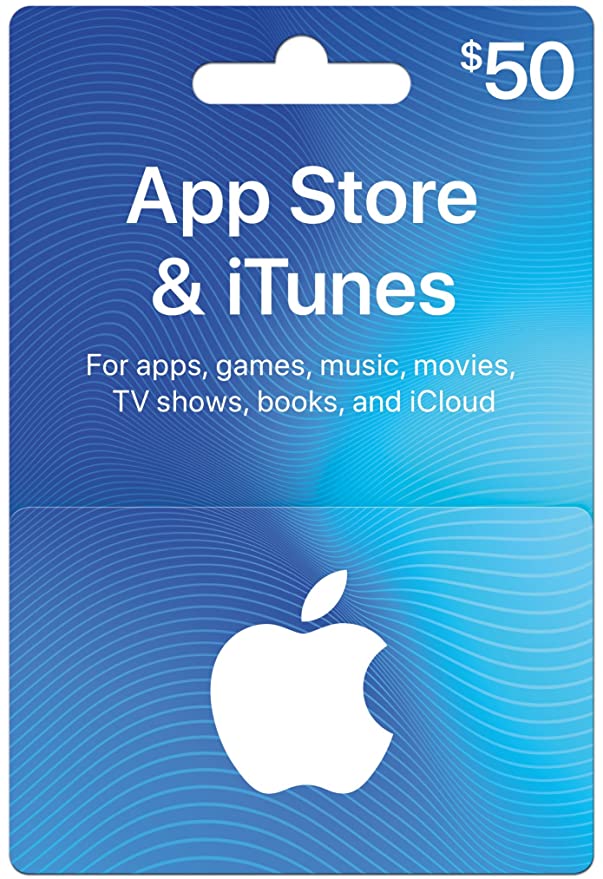 $50
App Store
& iTunes
For apps, games, music, movies,
TV shows, books, and iCloud